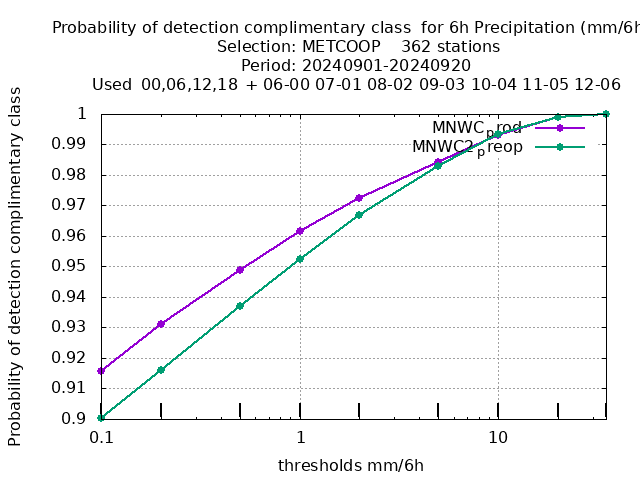 Probability of detection complimentary class  for 6h Precipitation (mm/6h
Selection: METCOOP    362 stations
Period: 20240901-20240920
Used  00,06,12,18  + 06-00 07-01 08-02 09-03 10-04 11-05 12-06
Probability of detection complimentary class
1
0.99
0.98
0.97
0.96
0.95
0.94
0.93
0.92
0.91
0.9
MNWC_prod
MNWC2_preop
0.1
1
10
thresholds mm/6h